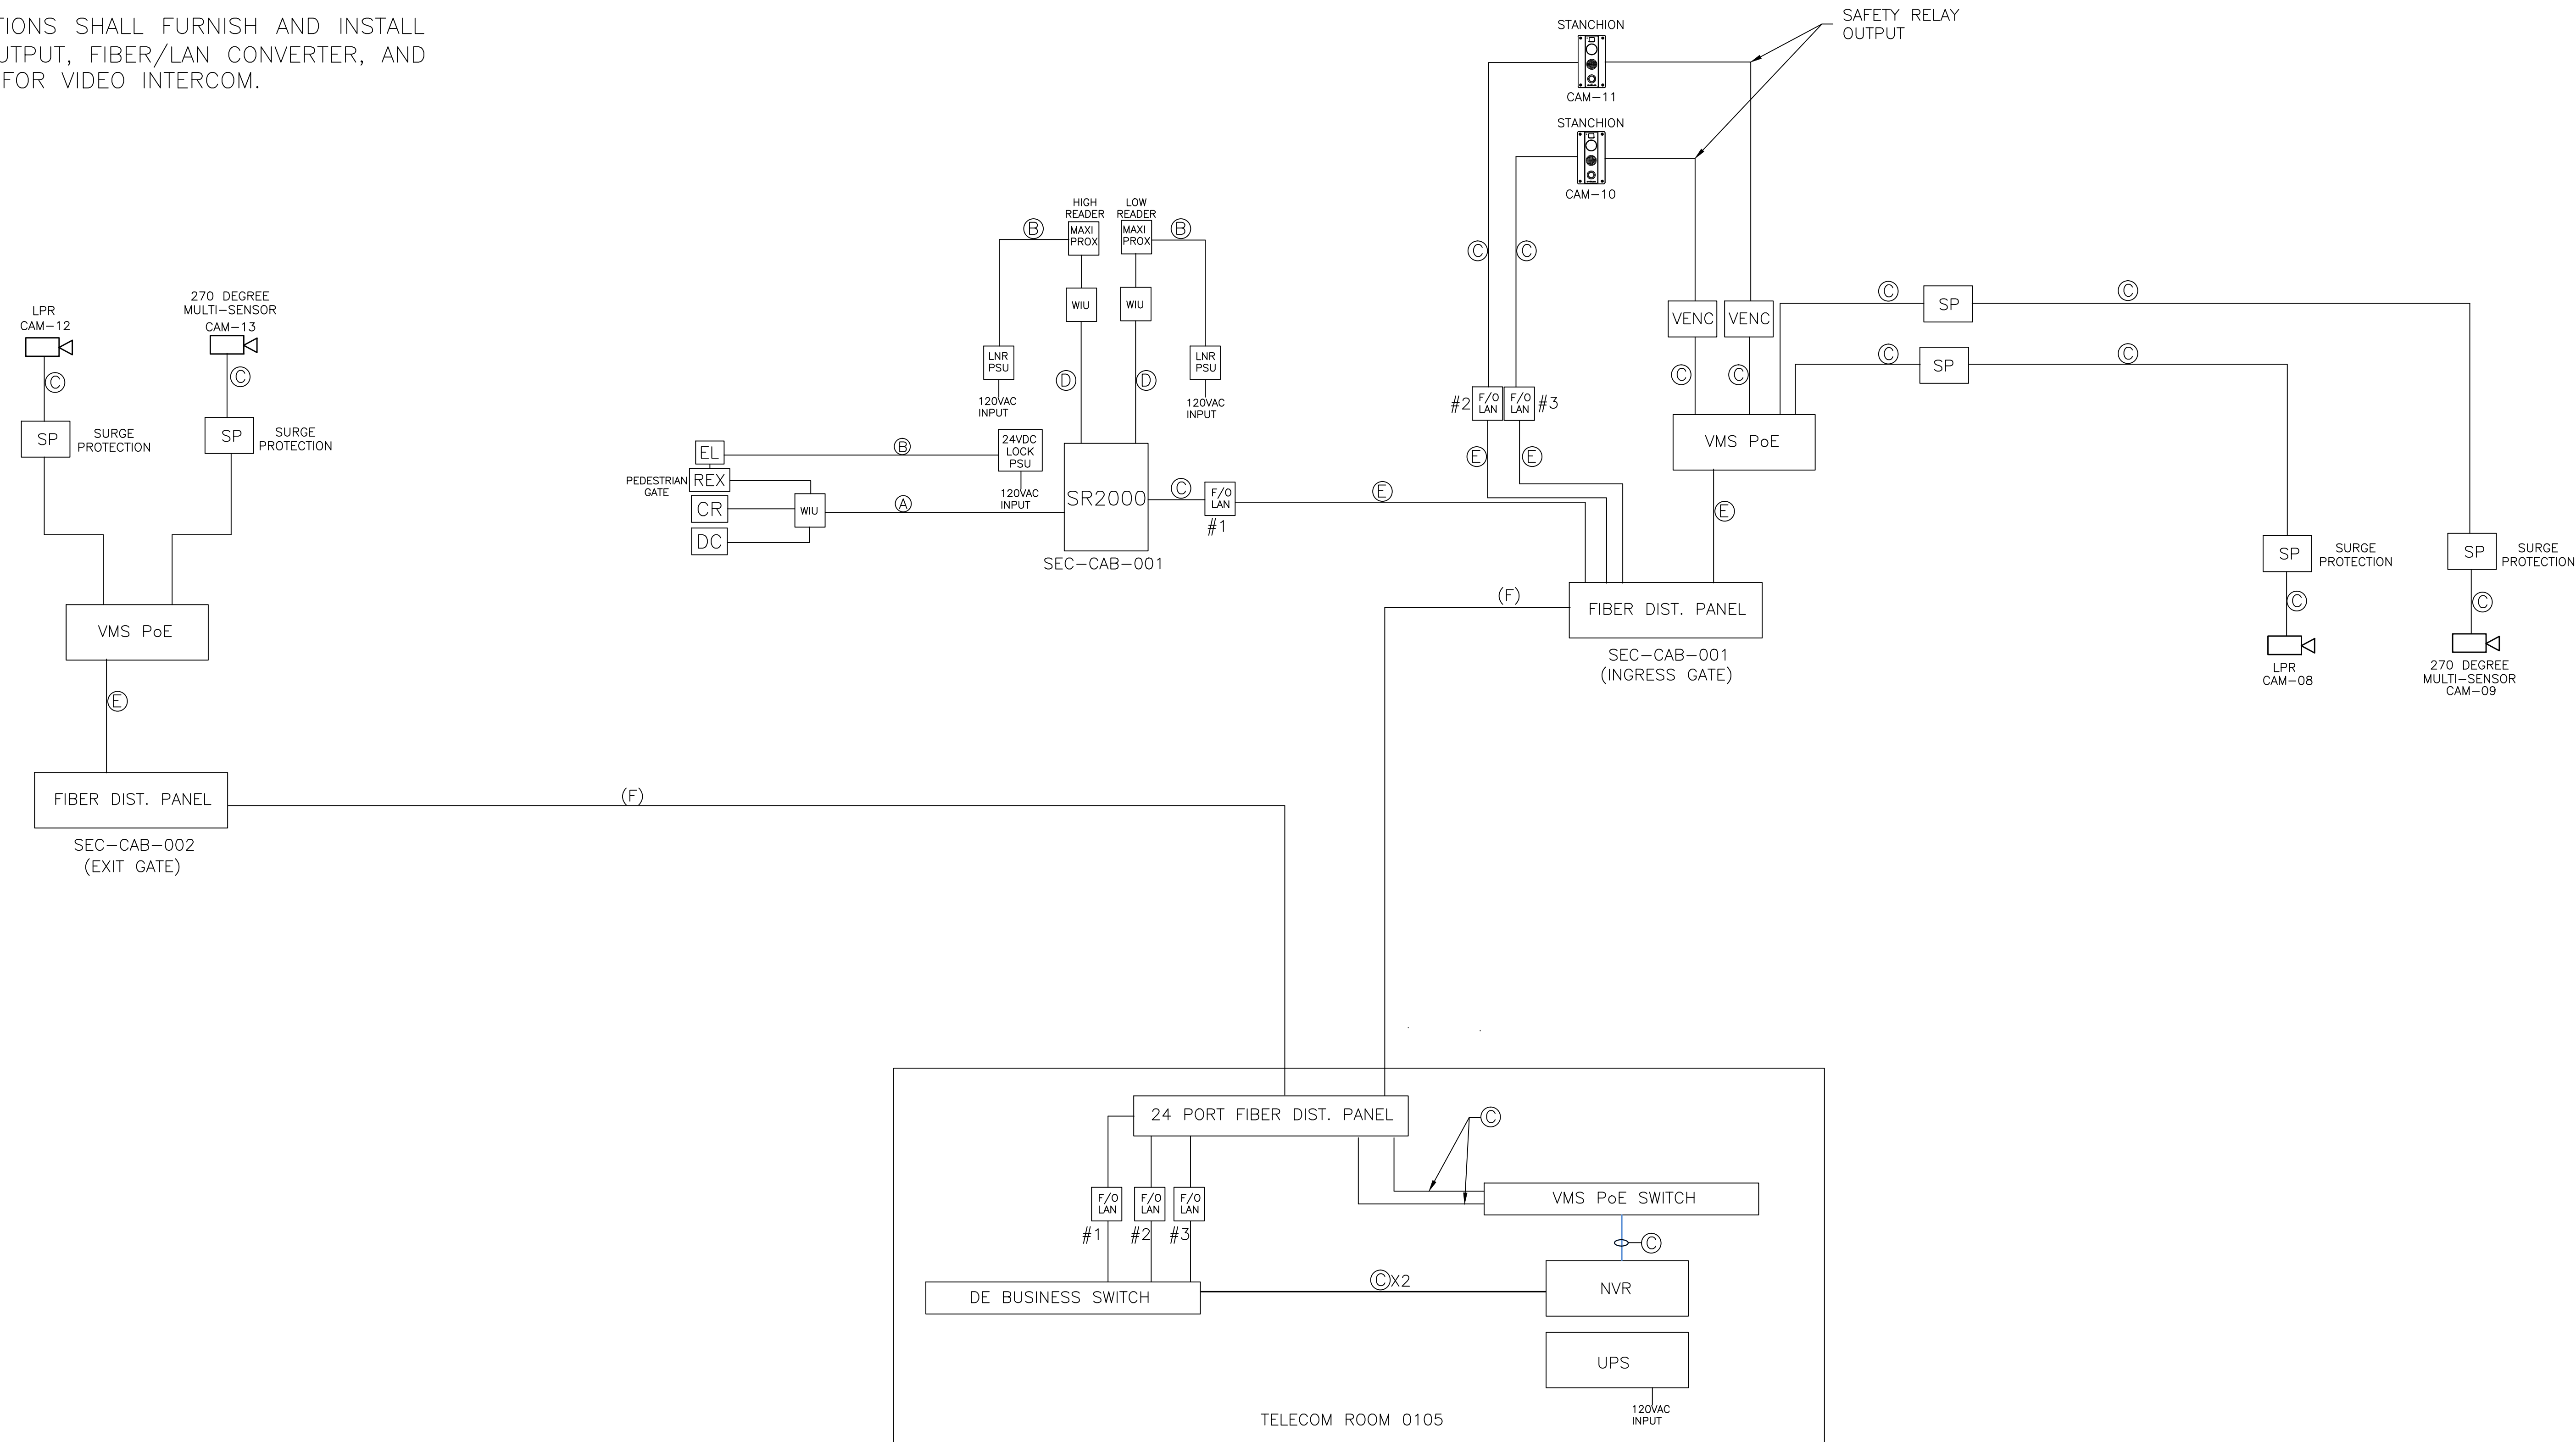 TIONS SHALL FURNISH AND INSTALL
UTPUT, FIBER/LAN CONVERTER, AND
FOR VIDEO INTERCOM.
SAFETY RELAY
OUTPUT
STANCHION
CAM-11
STANCHION
CAM-10
HIGH
READER
LOW
READER
B
MAXI
PROX
MAXI
PROX
B
WIU
WIU
C
C
LNR
PSU
D
D
LNR
PSU
120VAC
INPUT
120VAC
INPUT
LPR
CAM-12
270 DEGREE
MULTI-SENSOR
CAM-13
C
C
SP
SURGE
PROTECTION
SP
SURGE
PROTECTION
VMS PoE
E
FIBER DIST. PANEL
SEC-CAB-002
(EXIT GATE)
(F)
PEDESTRIAN
GATE
EL
REX
CR
DC
WIU
B
A
24VDC
LOCK
PSU
120VAC
INPUT
SR2000
SEC-CAB-001
C
F/O
LAN
#1
E
#2
F/O
LAN
F/O
LAN
#3
E
E
VENC
VENC
C
C
VMS PoE
E
C
SP
C
C
SP
C
FIBER DIST. PANEL
SEC-CAB-001
(INGRESS GATE)
(F)
SP
SURGE
PROTECTION
C
LPR
CAM-08
SP
SURGE
PROTECTION
C
270 DEGREE
MULTI-SENSOR
CAM-09
24 PORT FIBER DIST. PANEL
C
F/O
LAN
#1
F/O
LAN
#2
F/O
LAN
#3
VMS PoE SWITCH
C
DE BUSINESS SWITCH
CX2
NVR
UPS
120VAC
INPUT
TELECOM ROOM 0105